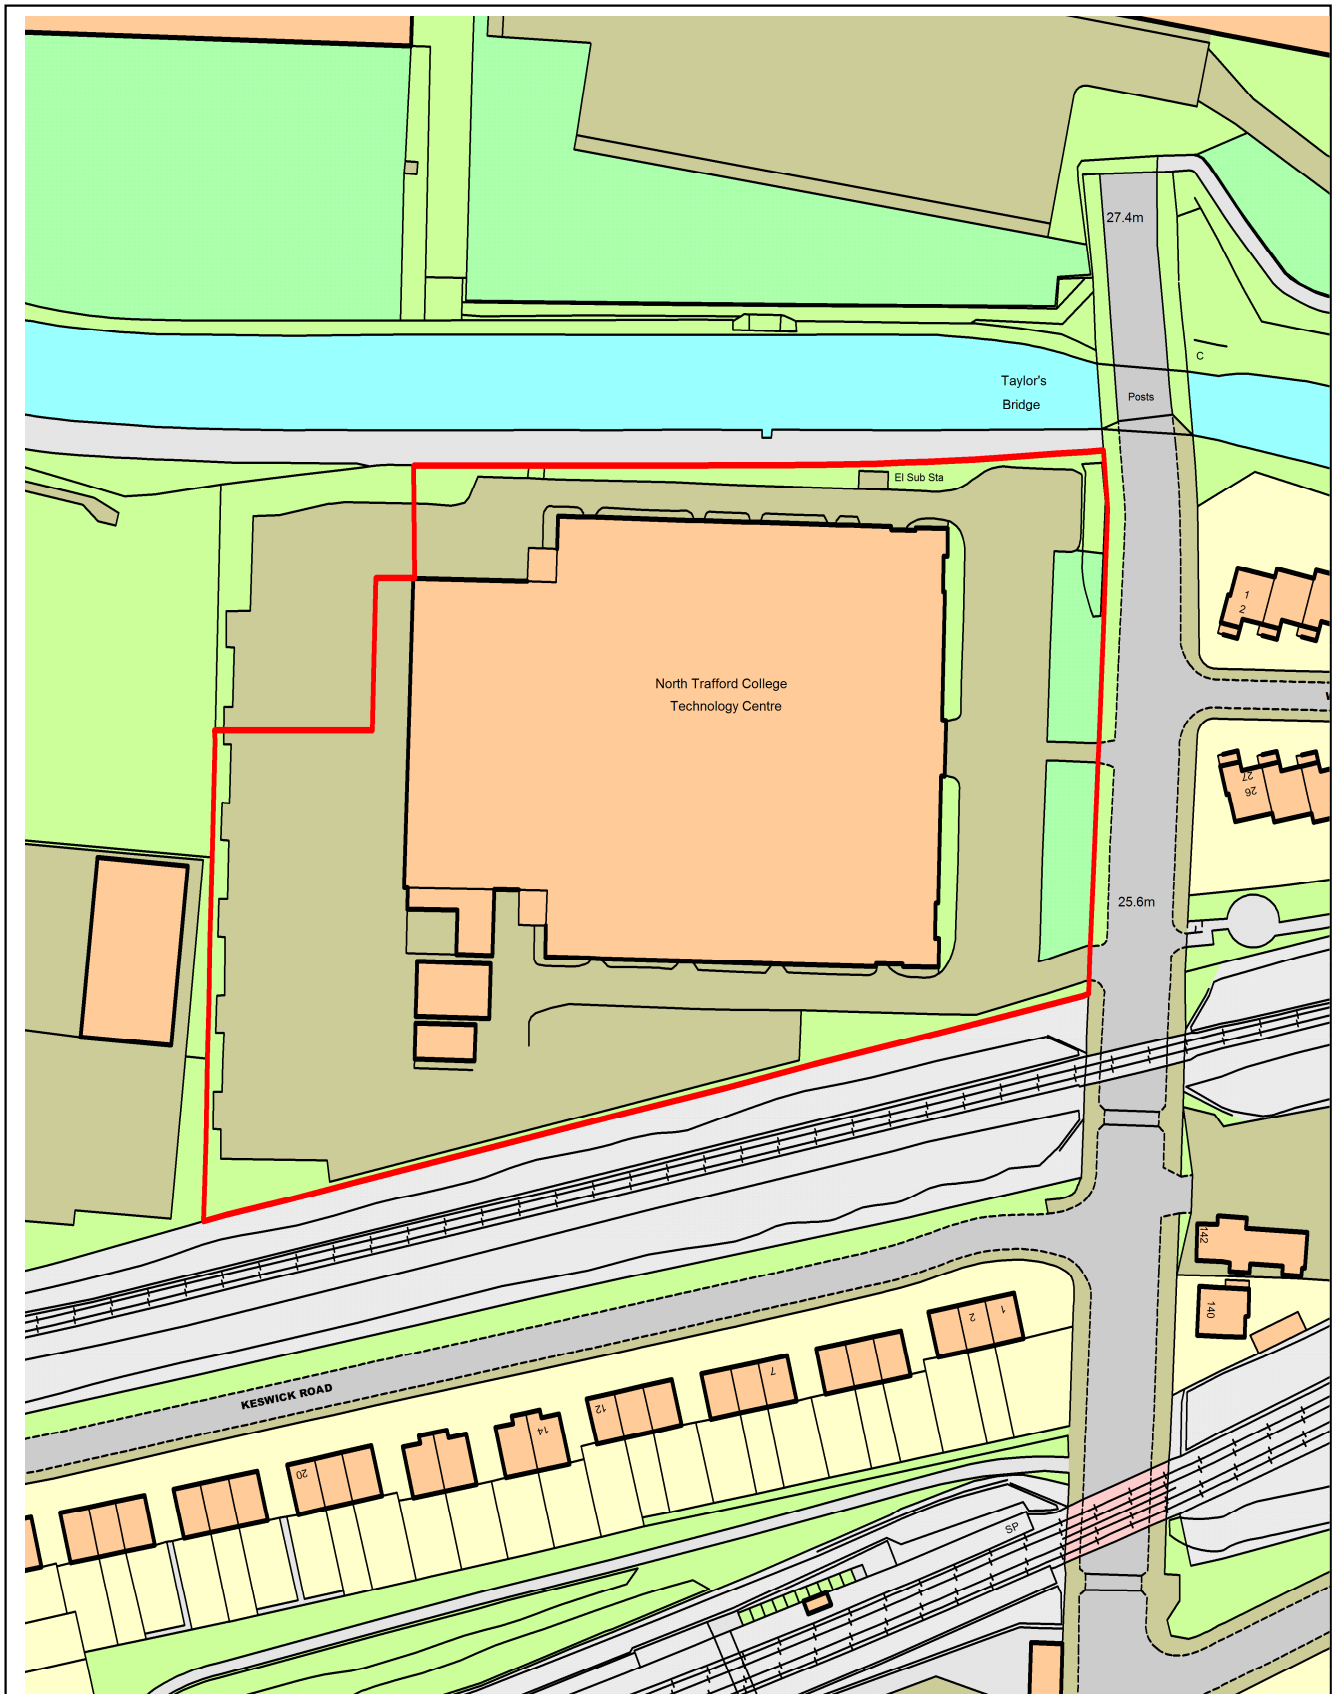 27.4m
C
Taylor's
Bridge
Posts
El Sub Sta
1
2
North Trafford College
Technology Centre
27
26
25.6m
142
140
1
2
7
12
14
20
KESWICK ROAD
SP